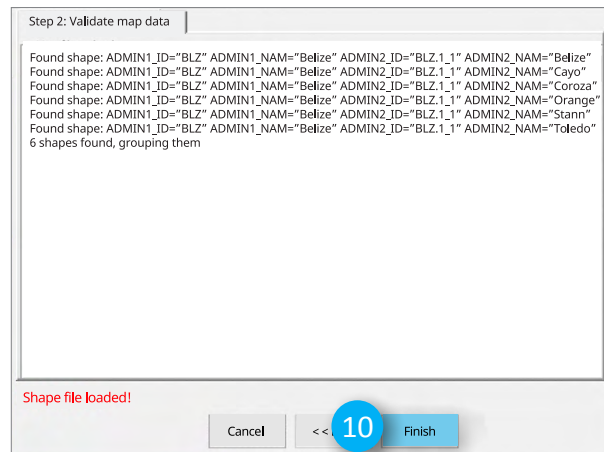 Step 2: Validate map data
Found shape: ADMIN1_ID=”BLZ” ADMIN1_NAM=”Belize” ADMIN2_ID=”BLZ.1_1” ADMIN2_NAM=”Belize”
Found shape: ADMIN1_ID=”BLZ” ADMIN1_NAM=”Belize” ADMIN2_ID=”BLZ.1_1” ADMIN2_NAM=”Cayo”
Found shape: ADMIN1_ID=”BLZ” ADMIN1_NAM=”Belize” ADMIN2_ID=”BLZ.1_1” ADMIN2_NAM=”Coroza”
Found shape: ADMIN1_ID=”BLZ” ADMIN1_NAM=”Belize” ADMIN2_ID=”BLZ.1_1” ADMIN2_NAM=”Orange”
Found shape: ADMIN1_ID=”BLZ” ADMIN1_NAM=”Belize” ADMIN2_ID=”BLZ.1_1” ADMIN2_NAM=”Stann”
Found shape: ADMIN1_ID=”BLZ” ADMIN1_NAM=”Belize” ADMIN2_ID=”BLZ.1_1” ADMIN2_NAM=”Toledo”
6 shapes found, grouping them
Shape file loaded!
Cancel << 10 Finish